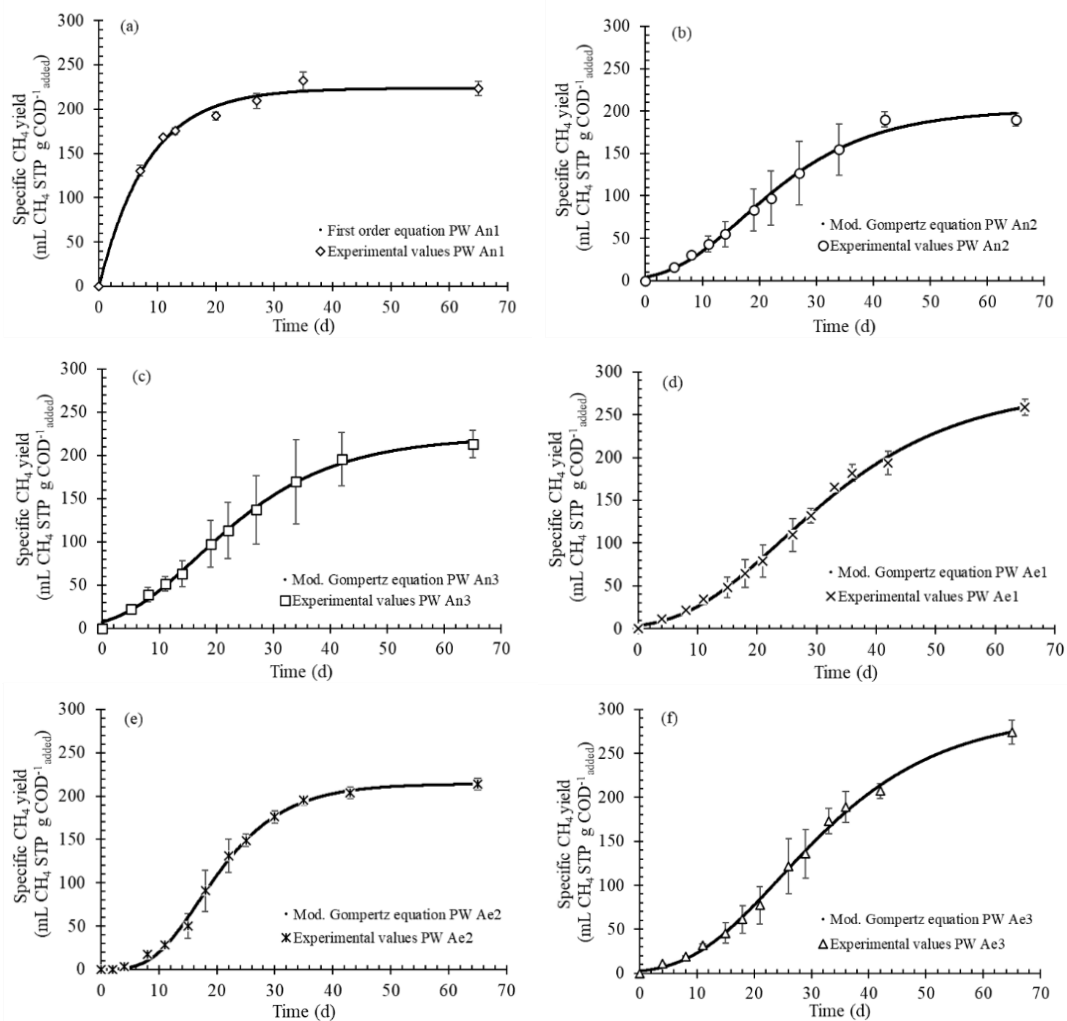 (a)
Specific CH4 yield
(mL CH4 STP g COD-1added)
300
250
200
150
100
50
0
0 10 20 30 40 50 60 70
Time (d)
· First order equation PW An1
◇ Experimental values PW An1
(b)
Specific CH4 yield
(mL CH4 STP g COD-1added)
300
250
200
150
100
50
0
0 10 20 30 40 50 60 70
Time (d)
· Mod. Gompertz equation PW An2
○ Experimental values PW An2
(c)
Specific CH4 yield
(mL CH4 STP g COD-1added)
300
250
200
150
100
50
0
0 10 20 30 40 50 60 70
Time (d)
· Mod. Gompertz equation PW An3
□ Experimental values PW An3
(d)
Specific CH4 yield
(mL CH4 STP g COD-1added)
300
250
200
150
100
50
0
0 10 20 30 40 50 60 70
Time (d)
· Mod. Gompertz equation PW Ae1
× Experimental values PW Ae1
(e)
Specific CH4 yield
(mL CH4 STP g COD-1added)
300
250
200
150
100
50
0
0 10 20 30 40 50 60 70
Time (d)
· Mod. Gompertz equation PW Ae2
Experimental values PW Ae2
(f)
Specific CH4 yield
(mL CH4 STP g COD-1added)
300
250
200
150
100
50
0
0 10 20 30 40 50 60 70
Time (d)
· Mod. Gompertz equation PW Ae3
△ Experimental values PW Ae3